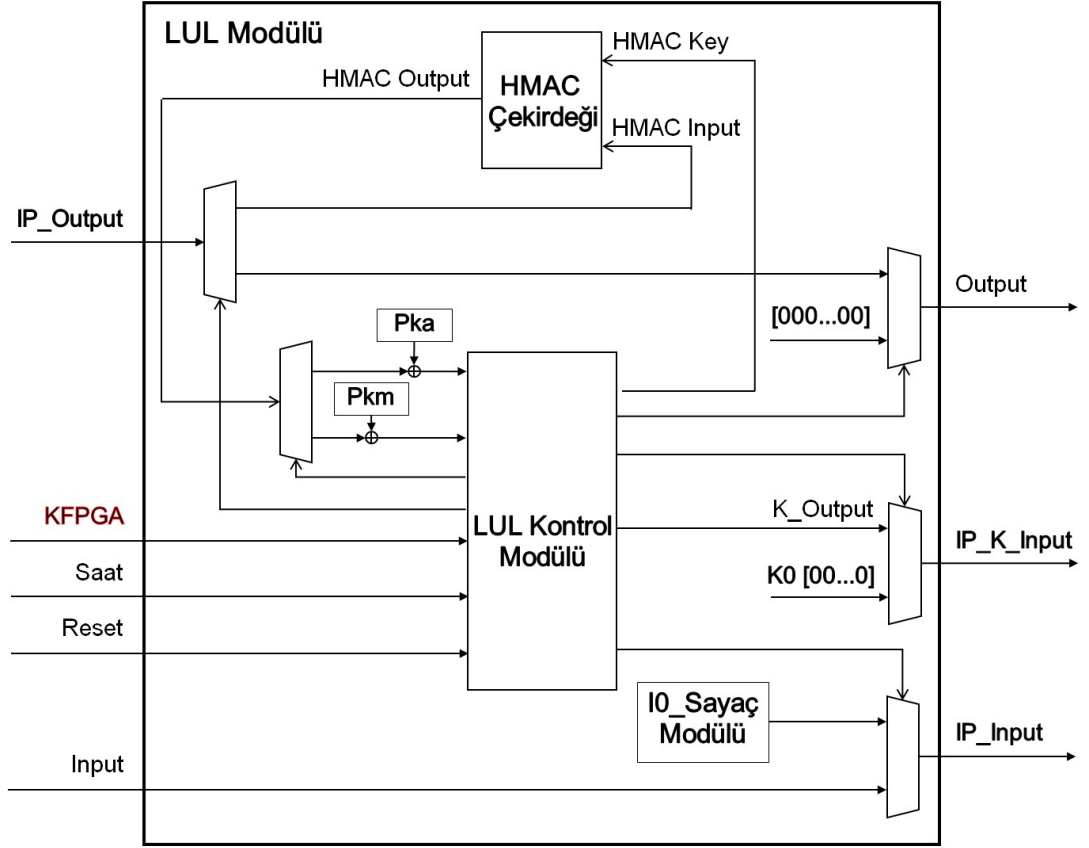 LUL Modülü
HMAC Key
HMAC Output
HMAC
Çekirdeği
HMAC Input
IP_Output
Output
[000...00]
Pka
Pkm
KFPGA
K_Output
LUL Kontrol
Modülü
IP_K_Input
Saat
K0 [00...0]
Reset
I0_Sayaç
Modülü
IP_Input
Input